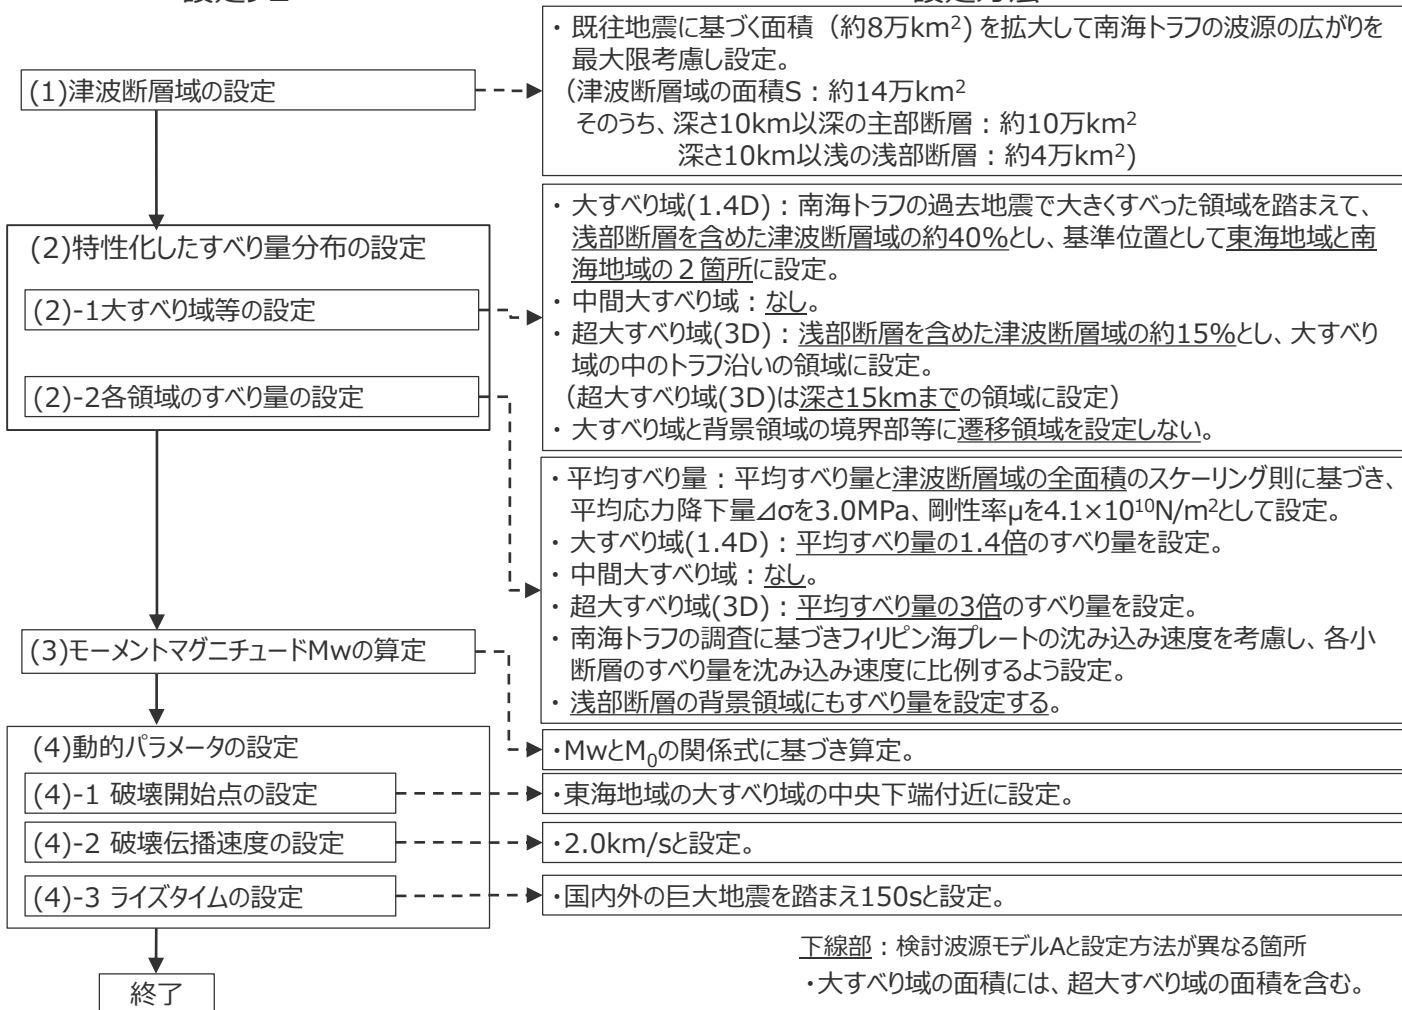 (1)津波断層域の設定
・既往地震に基づく面積（約8万km²) を拡大して南海トラフの波源の広がりを
最大限考慮し設定。
（津波断層域の面積S：約14万km²
そのうち、深さ10km以深の主部断層：約10万km²
深さ10km以浅の浅部断層：約4万km²)
(2)特性化したすべり量分布の設定
(2)-1大すべり域等の設定
・大すべり域(1.4D)：南海トラフの過去地震で大きくすべった領域を踏まえて、
浅部断層を含めた津波断層域の約40%とし、基準位置として東海地域と南
海地域の２箇所に設定。
・中間大すべり域：なし。
・超大すべり域(3D)：浅部断層を含めた津波断層域の約15%とし、大すべり
域の中のトラフ沿いの領域に設定。
（超大すべり域(3D)は深さ15kmまでの領域に設定）
・大すべり域と背景領域の境界部等に遷移領域を設定しない。
(2)-2各領域のすべり量の設定
・平均すべり量：平均すべり量と津波断層域の全面積のスケーリング則に基づき、
平均応力降下量⊿σを3.0MPa、剛性率μを4.1×10¹⁰N/m²として設定。
・大すべり域(1.4D)：平均すべり量の1.4倍のすべり量を設定。
・中間大すべり域：なし。
・超大すべり域(3D)：平均すべり量の3倍のすべり量を設定。
・南海トラフの調査に基づきフィリピン海プレートの沈み込み速度を考慮し、各小
断層のすべり量を沈み込み速度に比例するよう設定。
・浅部断層の背景領域にもすべり量を設定する。
(3)モーメントマグニチュードMwの算定
・MwとM₀の関係式に基づき算定。
(4)動的パラメータの設定
(4)-1 破壊開始点の設定
・東海地域の大すべり域の中央下端付近に設定。
(4)-2 破壊伝播速度の設定
・2.0km/sと設定。
(4)-3 ライズタイムの設定
・国内外の巨大地震を踏まえ150sと設定。
終了
下線部：検討波源モデルAと設定方法が異なる箇所
・大すべり域の面積には、超大すべり域の面積を含む。